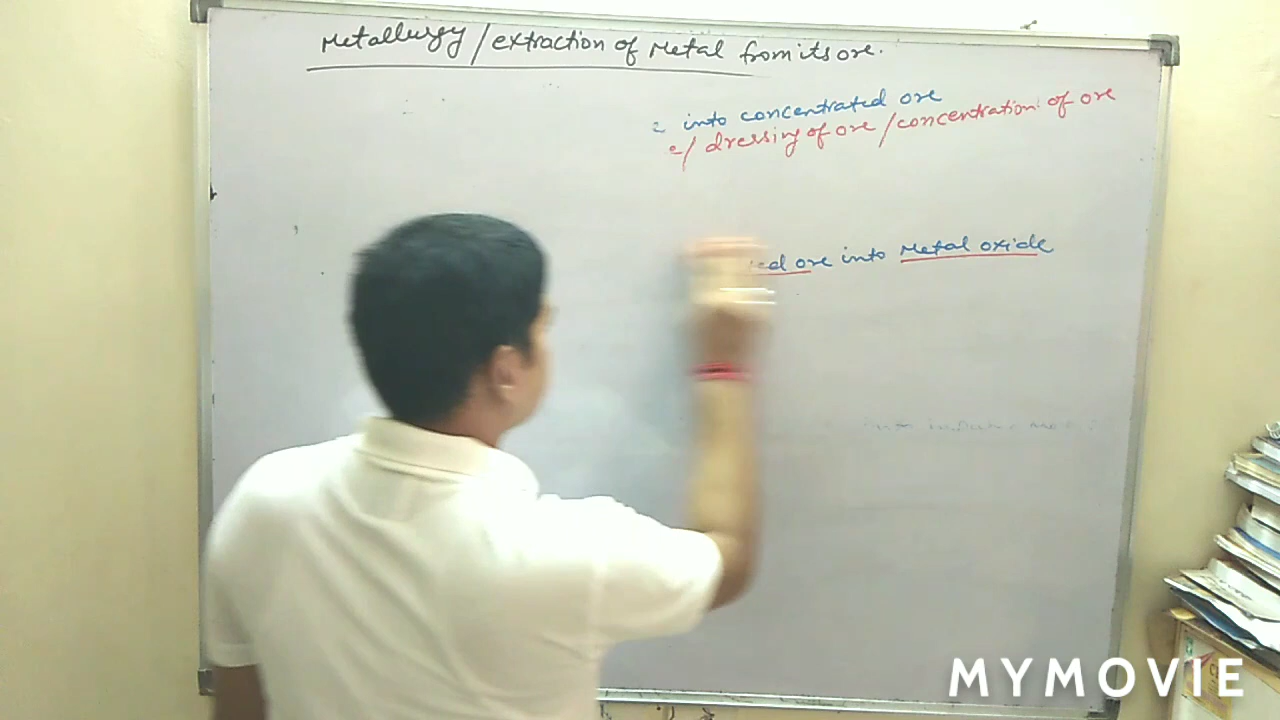 Metallurgy / extraction of Metal from its ore.
into concentrated ore
/ dressing of ore / concentration of ore
ore into Metal oxide
MYMOVIE